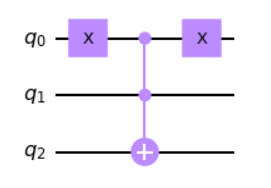 q₀ X X
q₁
q₂